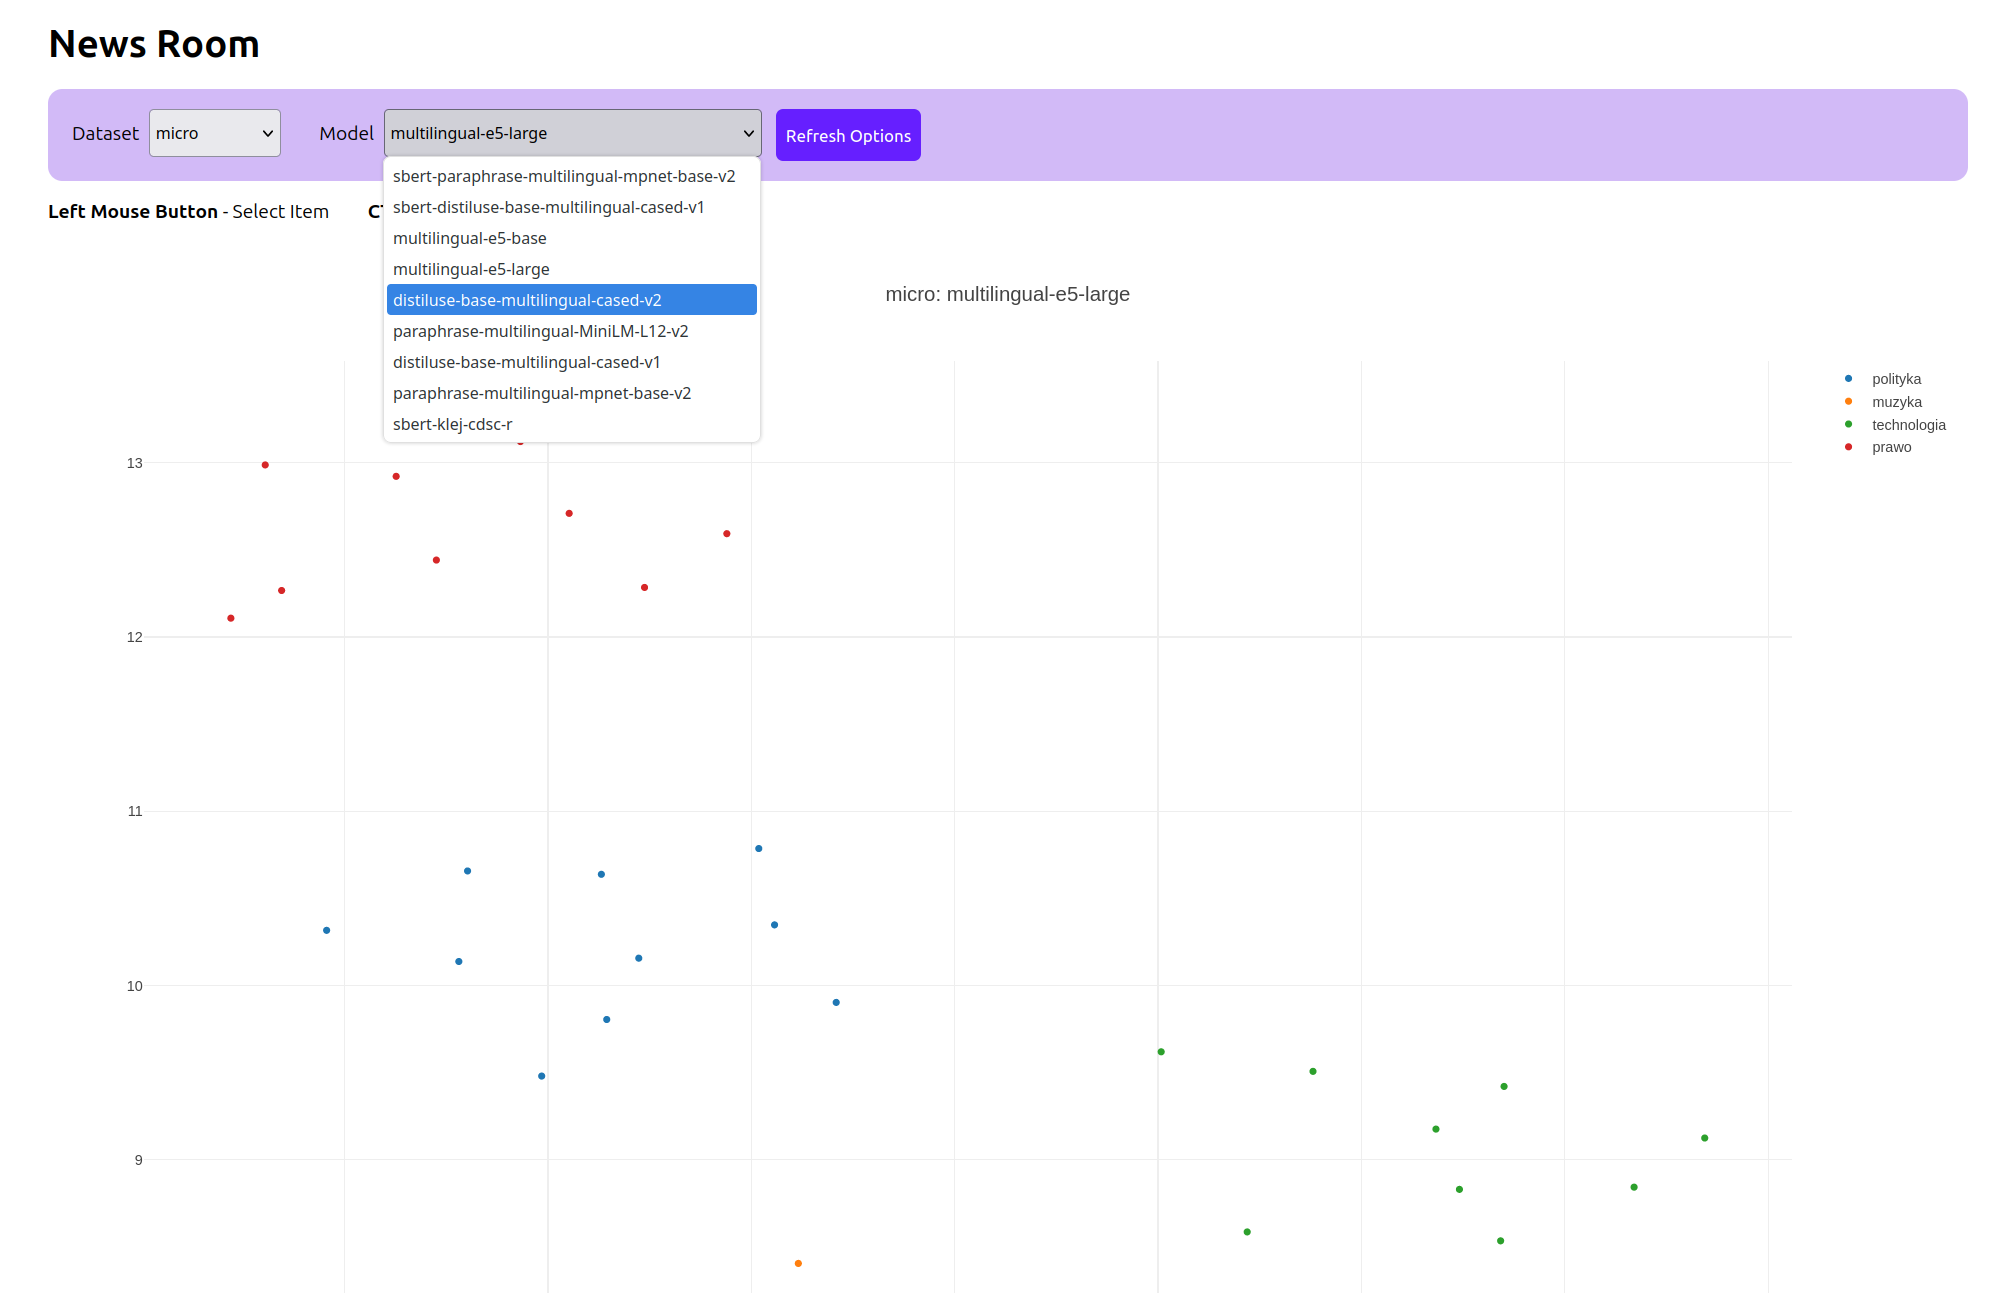 News Room
Dataset micro Model multilingual-e5-large Refresh Options
sbert-paraphrase-multilingual-mpnet-base-v2
Left Mouse Button - Select Item
sbert-distiluse-base-multilingual-cased-v1
multilingual-e5-base
multilingual-e5-large
distiluse-base-multilingual-cased-v2
paraphrase-multilingual-MiniLM-L12-v2
distiluse-base-multilingual-cased-v1
paraphrase-multilingual-mpnet-base-v2
sbert-klej-cdsc-r
micro: multilingual-e5-large
polityka
muzyka
technologia
prawo
13
12
11
10
9